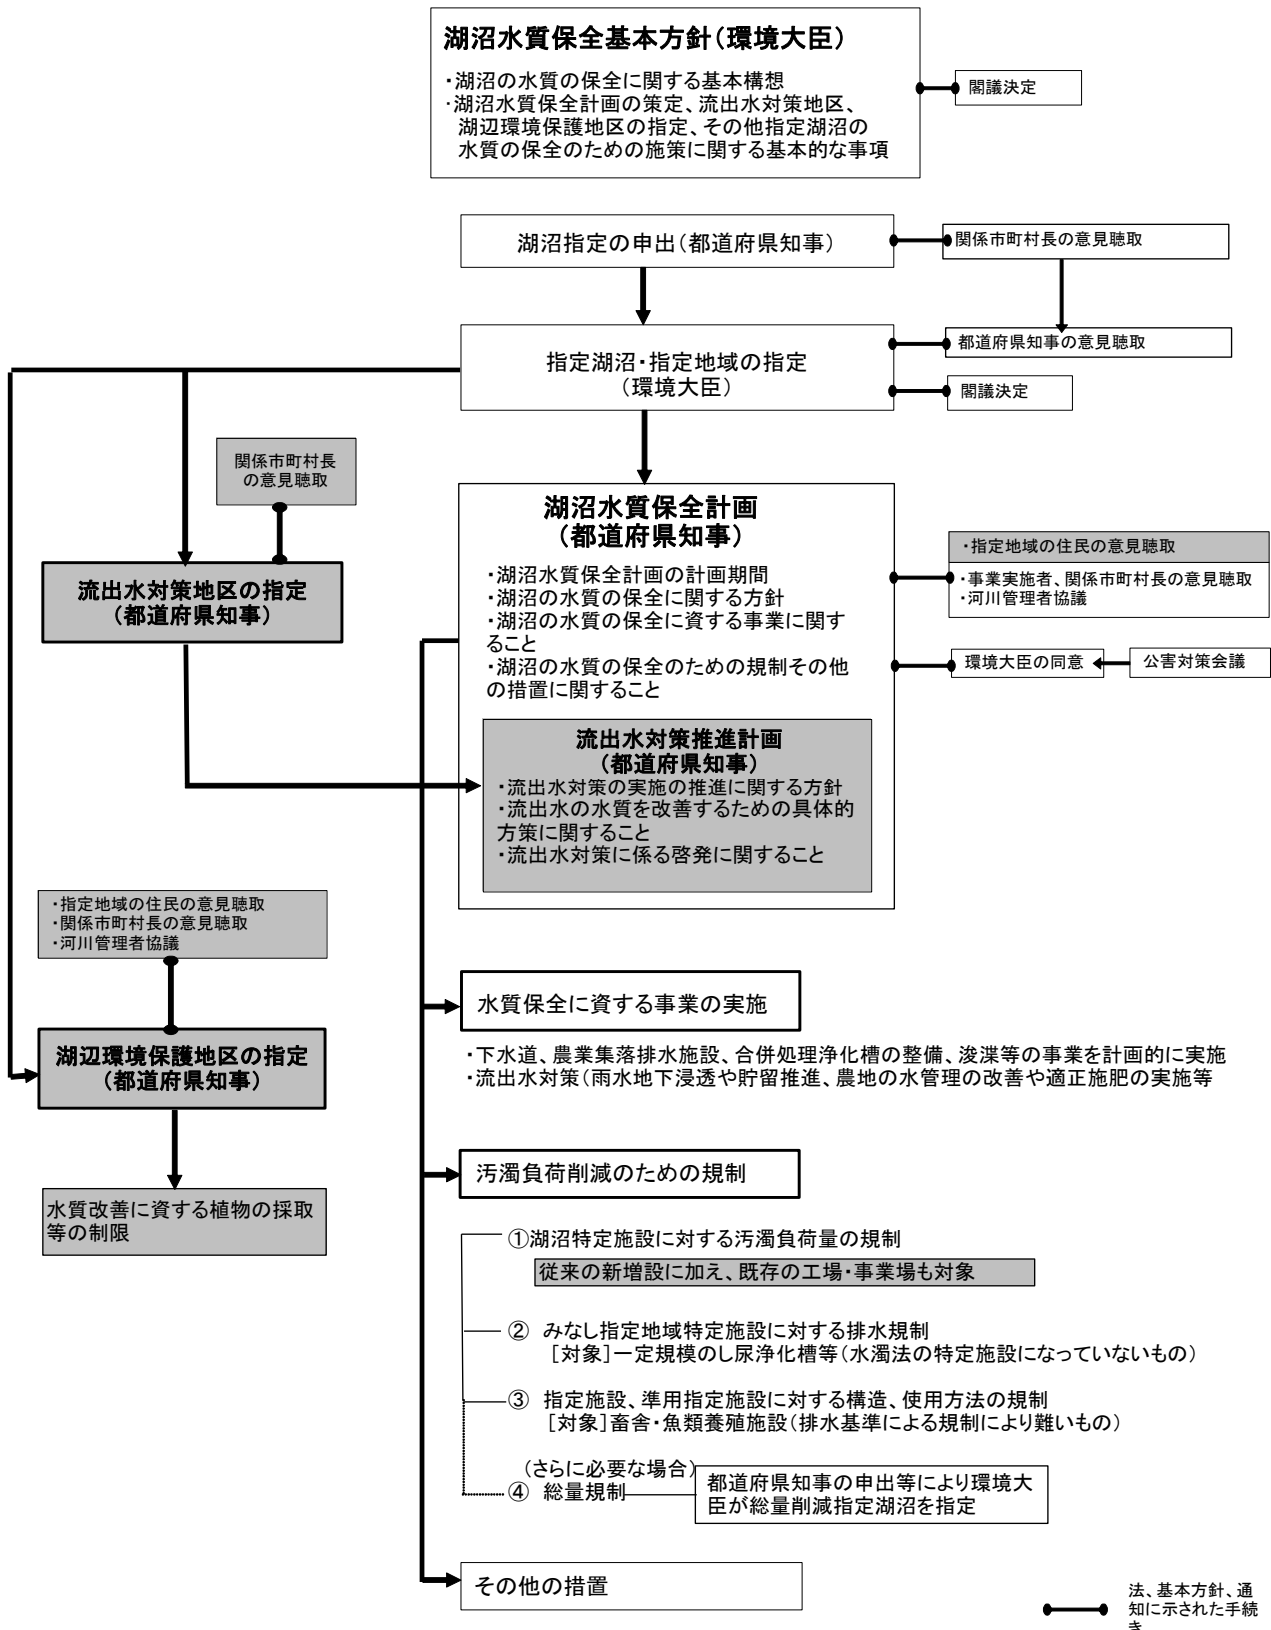 湖沼水質保全基本方針（環境大臣）
・湖沼の水質の保全に関する基本構想
・湖沼水質保全計画の策定、流出水対策地区、
湖辺環境保護地区の指定、その他指定湖沼の
水質の保全のための施策に関する基本的な事項
閣議決定
湖沼指定の申出（都道府県知事）
関係市町村長の意見聴取
指定湖沼・指定地域の指定
（環境大臣）
都道府県知事の意見聴取
閣議決定
関係市町村長
の意見聴取
流出水対策地区の指定
（都道府県知事）
湖沼水質保全計画
（都道府県知事）
・湖沼水質保全計画の計画期間
・湖沼の水質の保全に関する方針
・湖沼の水質の保全に資する事業に関す
ること
・湖沼の水質の保全のための規制その他
の措置に関すること
・指定地域の住民の意見聴取
・事業実施者、関係市町村長の意見聴取
・河川管理者協議
環境大臣の同意
公害対策会議
流出水対策推進計画
（都道府県知事）
・流出水対策の実施の推進に関する方針
・流出水の水質を改善するための具体的
方策に関すること
・流出水対策に係る啓発に関すること
・指定地域の住民の意見聴取
・関係市町村長の意見聴取
・河川管理者協議
湖辺環境保護地区の指定
（都道府県知事）
水質改善に資する植物の採取
等の制限
水質保全に資する事業の実施
・下水道、農業集落排水施設、合併処理浄化槽の整備、浚渫等の事業を計画的に実施
・流出水対策（雨水地下浸透や貯留推進、農地の水管理の改善や適正施肥の実施等
汚濁負荷削減のための規制
①湖沼特定施設に対する汚濁負荷量の規制
従来の新増設に加え、既存の工場・事業場も対象
② みなし指定地域特定施設に対する排水規制
［対象］一定規模のし尿浄化槽等（水濁法の特定施設になっていないもの）
③ 指定施設、準用指定施設に対する構造、使用方法の規制
［対象］畜舎・魚類養殖施設（排水基準による規制により難いもの）
（さらに必要な場合）
④ 総量規制
都道府県知事の申出等により環境大
臣が総量削減指定湖沼を指定
その他の措置
法、基本方針、通
知に示された手続
き